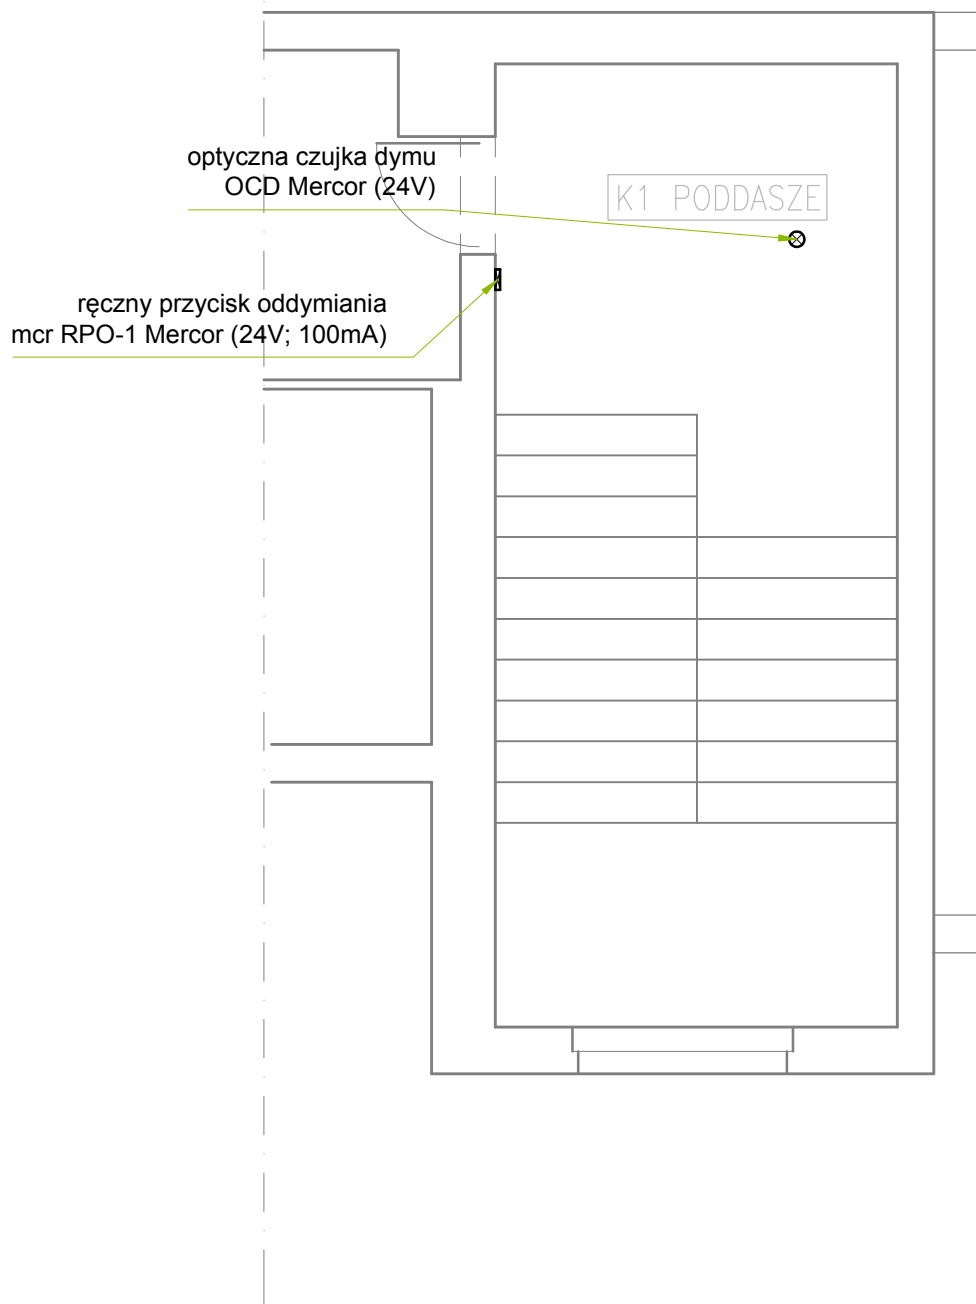 optyczna czujka dymu
OCD Mercor (24V)
K1 PODDASZE
ręczny przycisk oddymiania
mcr RPO-1 Mercor (24V; 100mA)